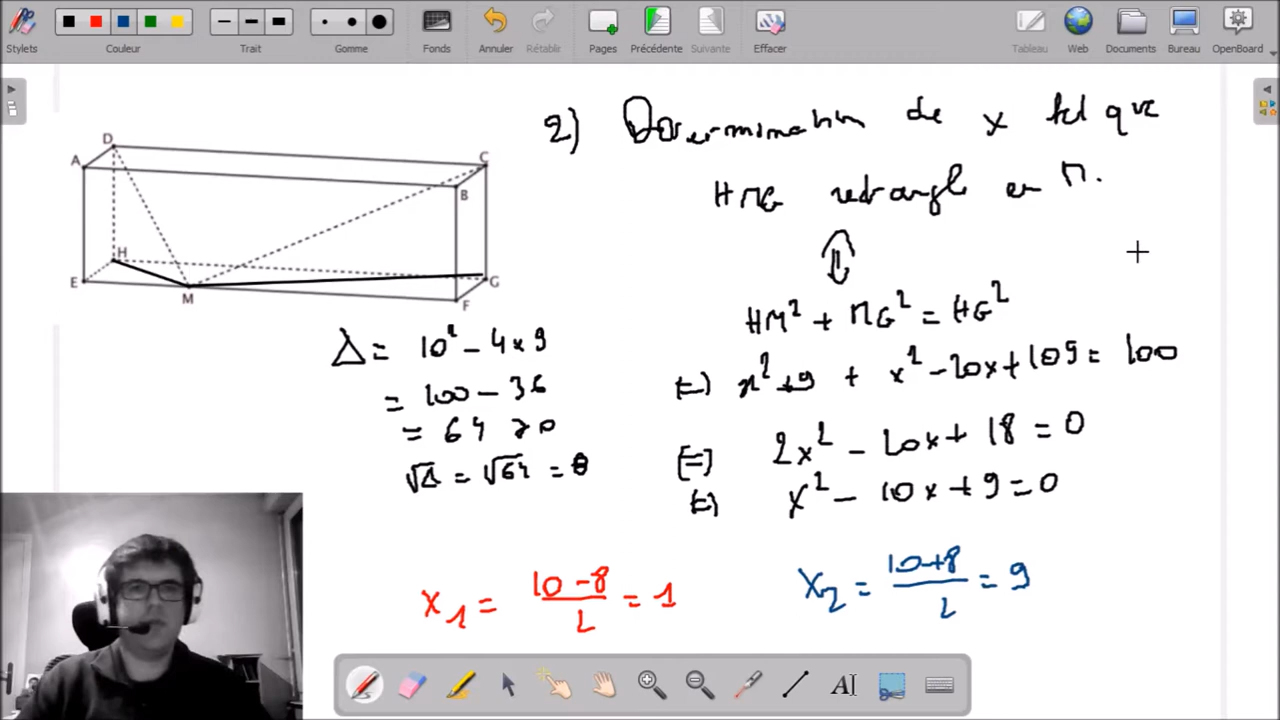 Stylets Couleur Trait Gomme Fonds Annuler Rétablir Pages Précédente Suivante Effacer Tableau Web Documents Bureau OpenBoard
2) Determination de x tel que
HMG rectangle en M.
D
C
A
B
H
E
G
M
F
HM² + MG² = HG²
Δ = 10² - 4 x 9
(=) x² + 9 + x² - 20x + 109 = 100
= 100 - 36
= 64 > 0
(=) 2x² - 20x + 18 = 0
√Δ = √64 = 8
(=) x² - 10x + 9 = 0
x₁ = (10 - 8)/2 = 1
x₂ = (10 + 8)/2 = 9